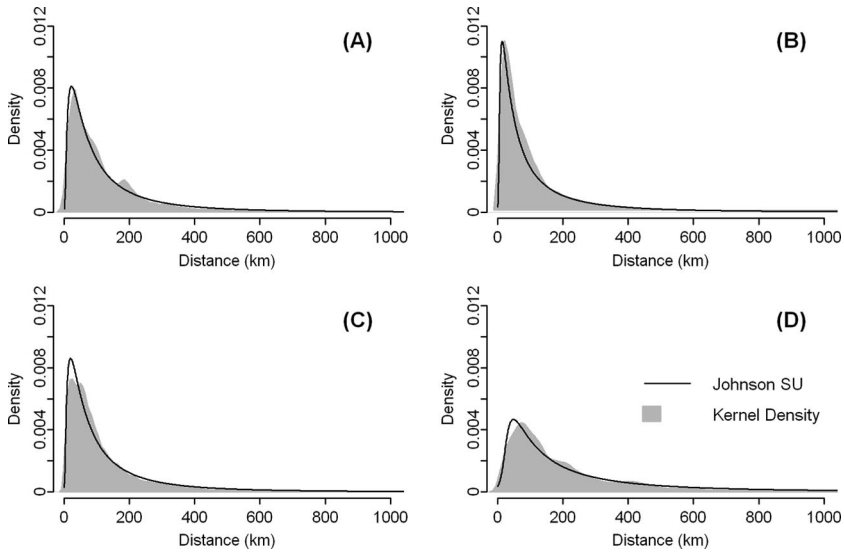 (A)
Density
0 0.004 0.008 0.012
0 200 400 600 800 1000
Distance (km)
(B)
Density
0 0.004 0.008 0.012
0 200 400 600 800 1000
Distance (km)
(C)
Density
0 0.004 0.008 0.012
0 200 400 600 800 1000
Distance (km)
(D)
Density
0 0.004 0.008 0.012
Johnson SU
Kernel Density
0 200 400 600 800 1000
Distance (km)